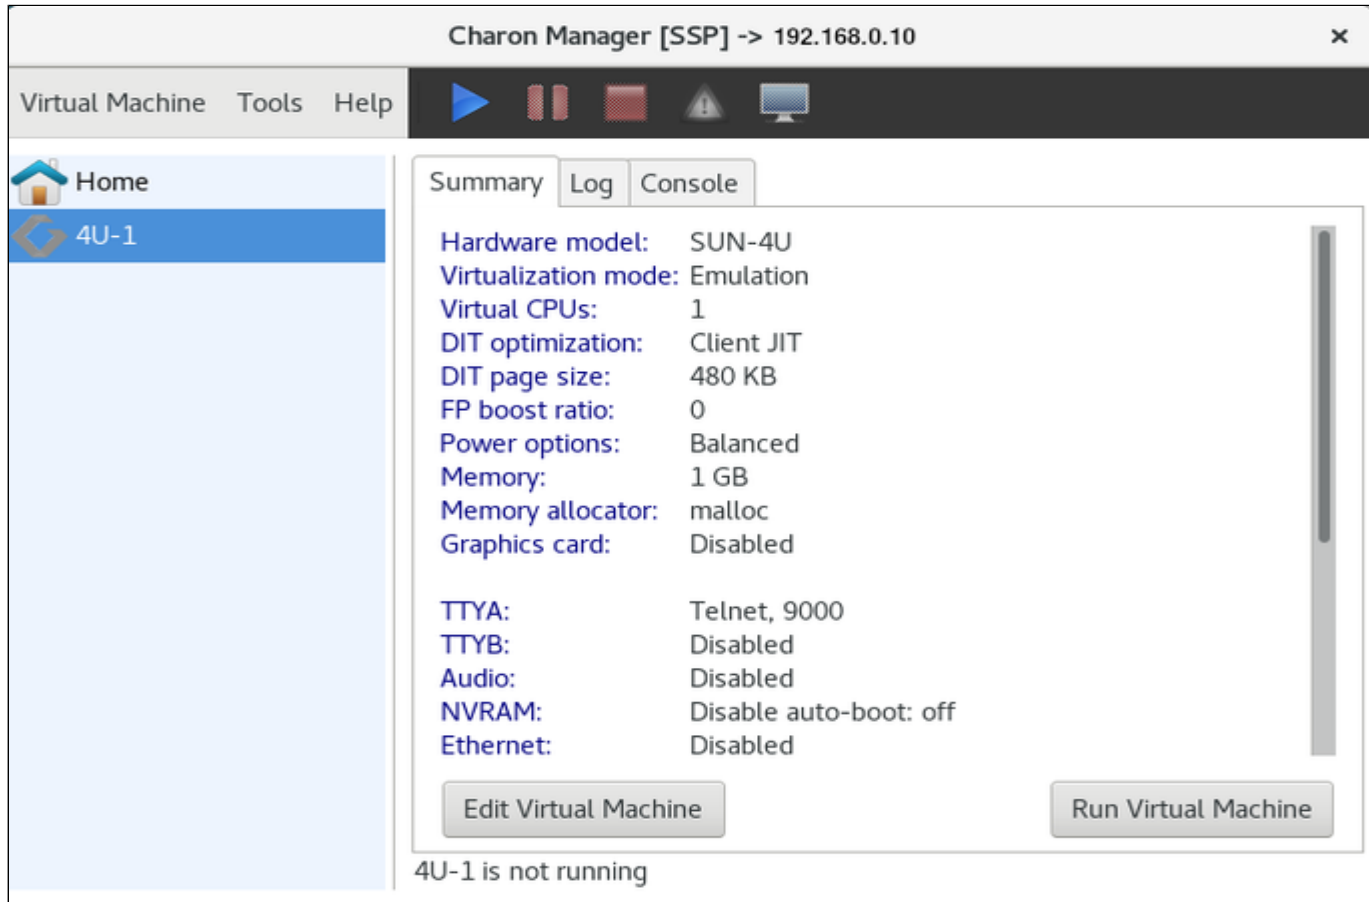 Charon Manager [SSP] -> 192.168.0.10
Virtual Machine Tools Help
Home
4U-1
Summary Log Console
Hardware model: SUN-4U
Virtualization mode: Emulation
Virtual CPUs: 1
DIT optimization: Client JIT
DIT page size: 480 KB
FP boost ratio: 0
Power options: Balanced
Memory: 1 GB
Memory allocator: malloc
Graphics card: Disabled
TTYA: Telnet, 9000
TTYB: Disabled
Audio: Disabled
NVRAM: Disable auto-boot: off
Ethernet: Disabled
Edit Virtual Machine Run Virtual Machine
4U-1 is not running